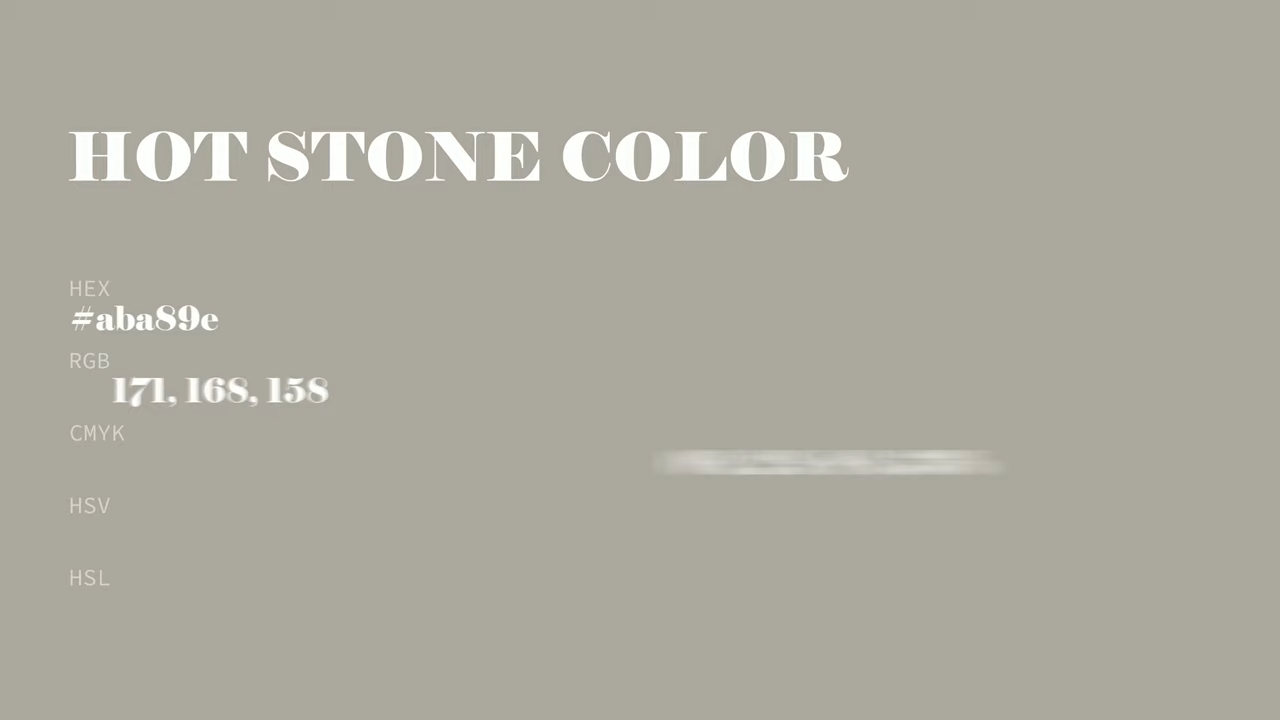 HOT STONE COLOR
HEX
#aba89e
RGB
171, 168, 158
CMYK
HSV
HSL